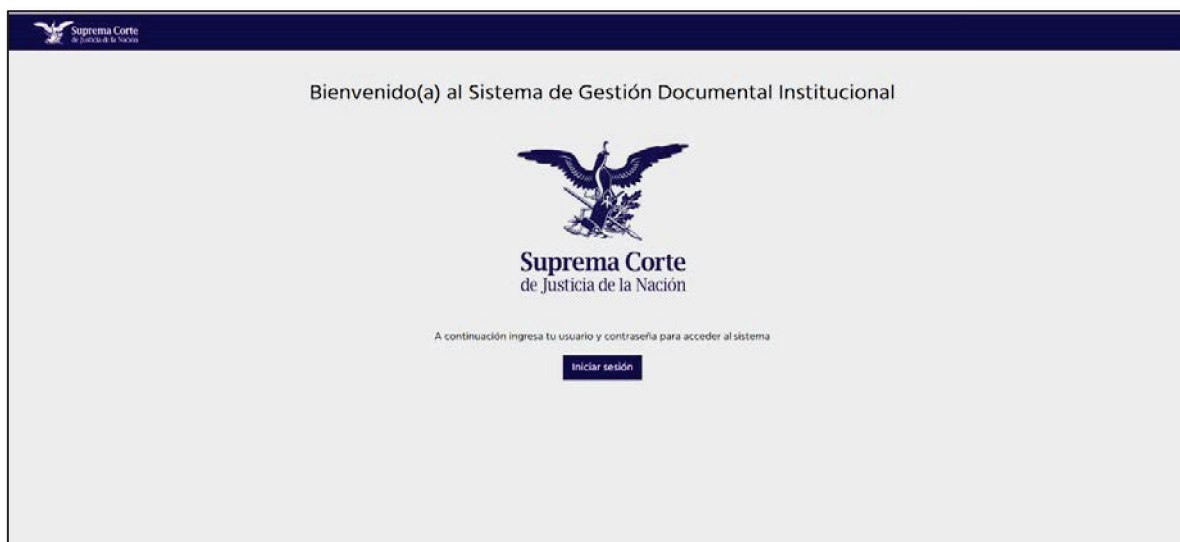 Suprema Corte
de Justicia de la Nación
Bienvenido(a) al Sistema de Gestión Documental Institucional
Suprema Corte
de Justicia de la Nación
A continuación ingresa tu usuario y contraseña para acceder al sistema
Iniciar sesión